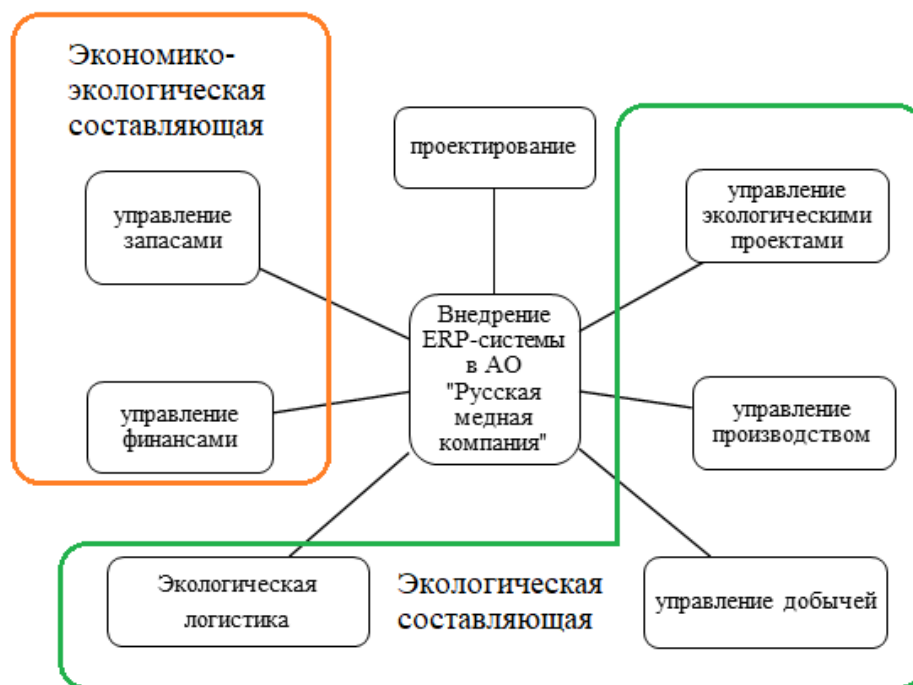 Экономико-
экологическая
составляющая
проектирование
управление
запасами
управление
экологическими
проектами
Внедрение
ERP-системы
в АО
"Русская
медная
компания"
управление
финансами
управление
производством
Экологическая
логистика
Экологическая
составляющая
управление добычей